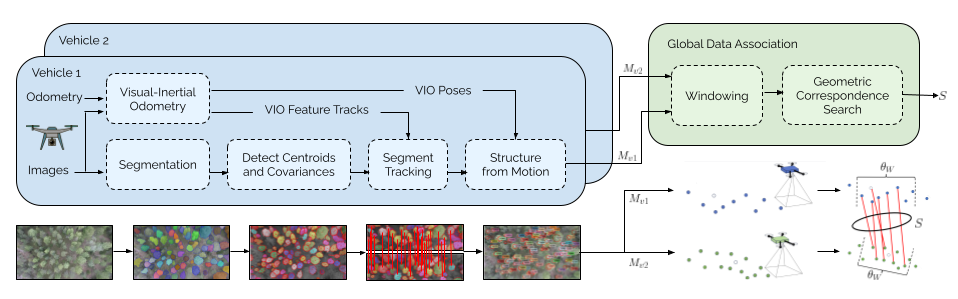 Vehicle 2
Vehicle 1
Odometry
Images
Visual-Inertial
Odometry
VIO Poses
VIO Feature Tracks
Segmentation
Detect Centroids
and Covariances
Segment
Tracking
Structure
from Motion
M_{v2}
M_{v1}
Global Data Association
Windowing
Geometric
Correspondence
Search
S
M_{v1}
M_{v2}
θ_W
S
θ_W